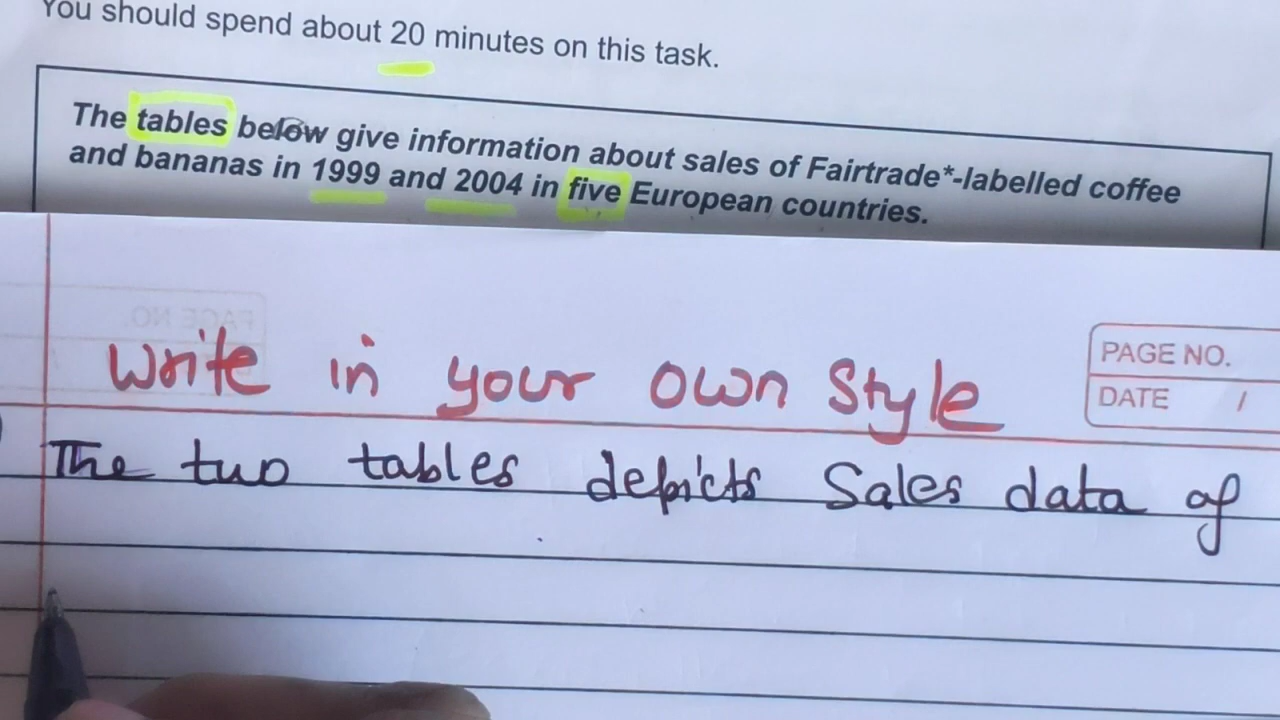 You should spend about 20 minutes on this task.
The tables below give information about sales of Fairtrade*-labelled coffee
and bananas in 1999 and 2004 in five European countries.
PAGE NO.
Write in your own Style
PAGE NO.
DATE /
The two tables depicts Sales data of